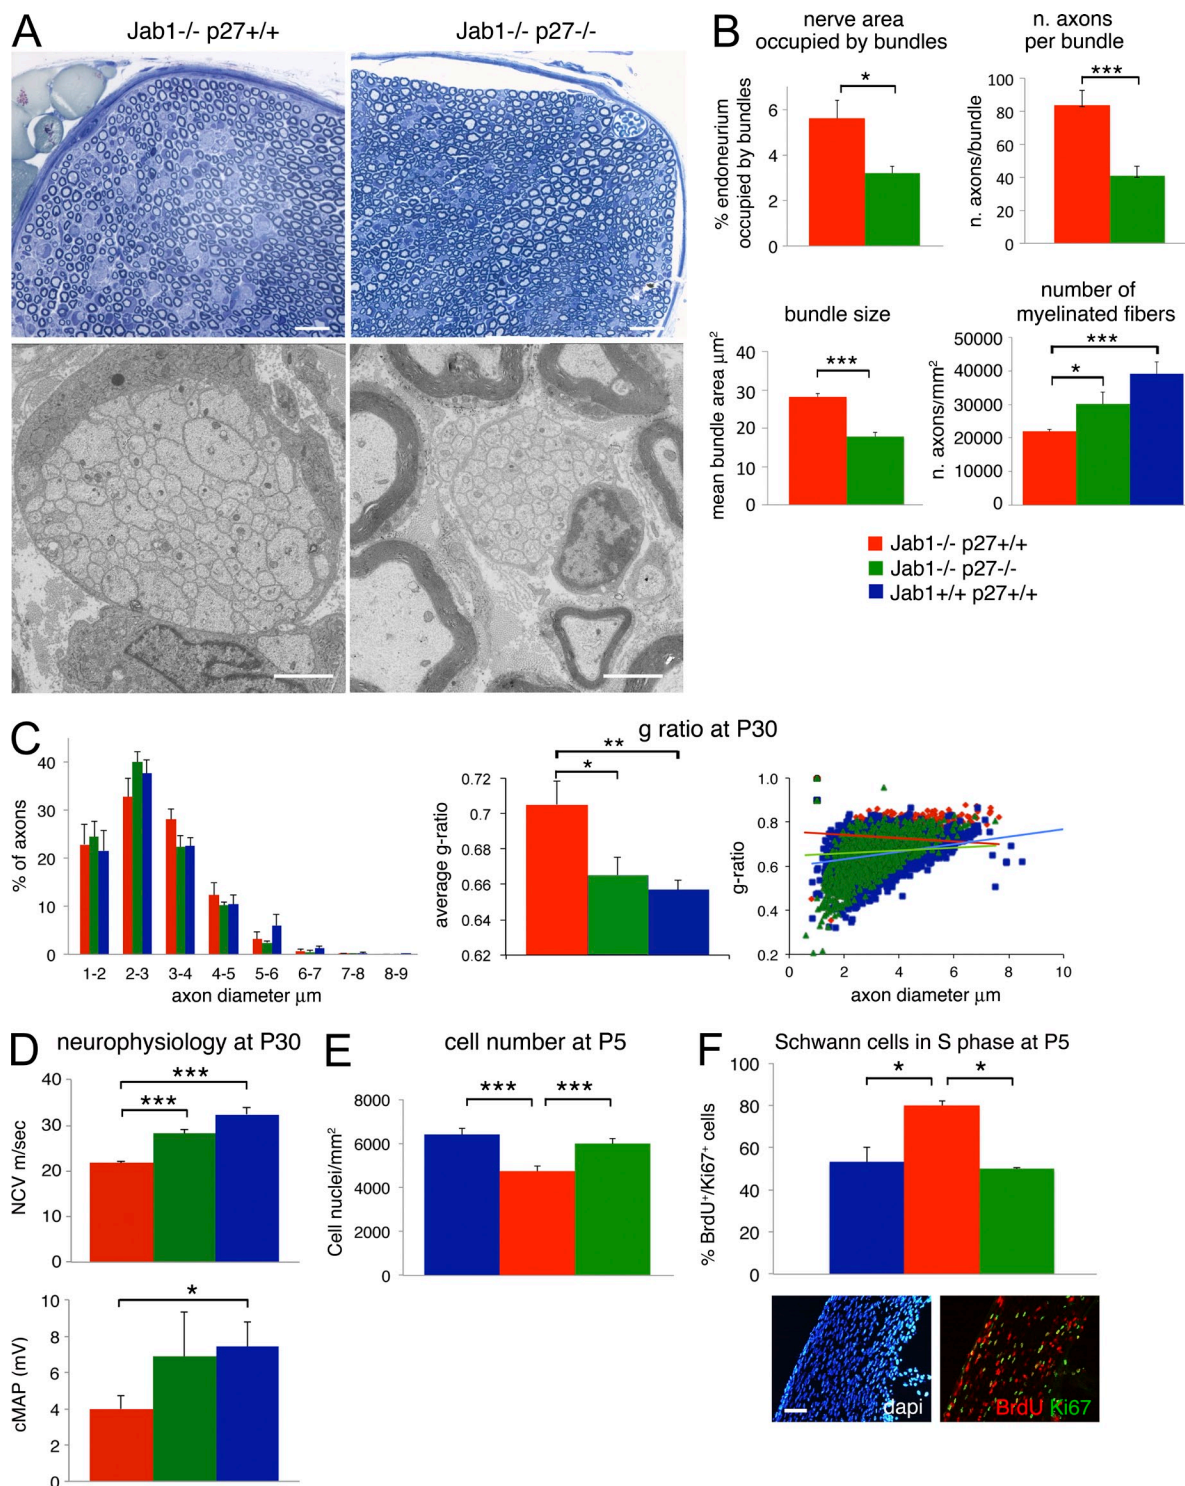 A
Jab1-/- p27+/+
Jab1-/- p27-/-
B
nerve area
occupied by bundles
% endoneurium
occupied by bundles
6
4
2
0
*
n. axons
per bundle
n. axons/bundle
100
80
60
40
20
0
***
bundle size
mean bundle area µm²
40
30
20
10
0
***
number of
myelinated fibers
n. axons/mm²
50000
40000
30000
20000
10000
0
***
*
Jab1-/- p27+/+
Jab1-/- p27-/-
Jab1+/+ p27+/+
C
% of axons
40
30
20
10
0
1-2 2-3 3-4 4-5 5-6 6-7 7-8 8-9
axon diameter µm
g ratio at P30
average g-ratio
0.72
0.7
0.68
0.66
0.64
0.62
**
*
g-ratio
1.0
0.8
0.6
0.4
0.2
0 2 4 6 8 10
axon diameter µm
D
neurophysiology at P30
NCV m/sec
40
30
20
10
0
***
***
cMAP (mV)
10
8
6
4
2
0
*
E
cell number at P5
Cell nuclei/mm²
8000
6000
4000
2000
0
*** ***
F
Schwann cells in S phase at P5
% BrdU⁺/Ki67⁺ cells
100
80
60
40
20
0
* *
dapi
BrdU Ki67